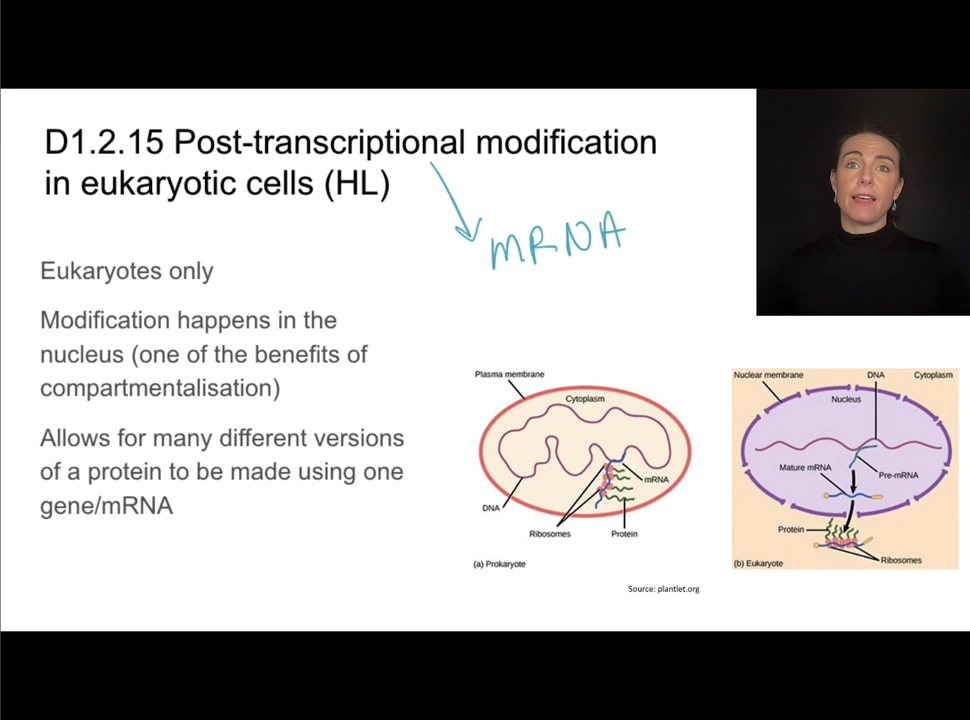 D1.2.15 Post-transcriptional modification
in eukaryotic cells (HL)
mRNA
Eukaryotes only
Modification happens in the
nucleus (one of the benefits of
compartmentalisation)
Allows for many different versions
of a protein to be made using one
gene/mRNA
Plasma membrane
Cytoplasm
mRNA
DNA
Ribosomes
Protein
(a) Prokaryote
Nuclear membrane
DNA
Cytoplasm
Nucleus
Mature mRNA
Pre-mRNA
Protein
Ribosomes
(b) Eukaryote
Source: plantlet.org